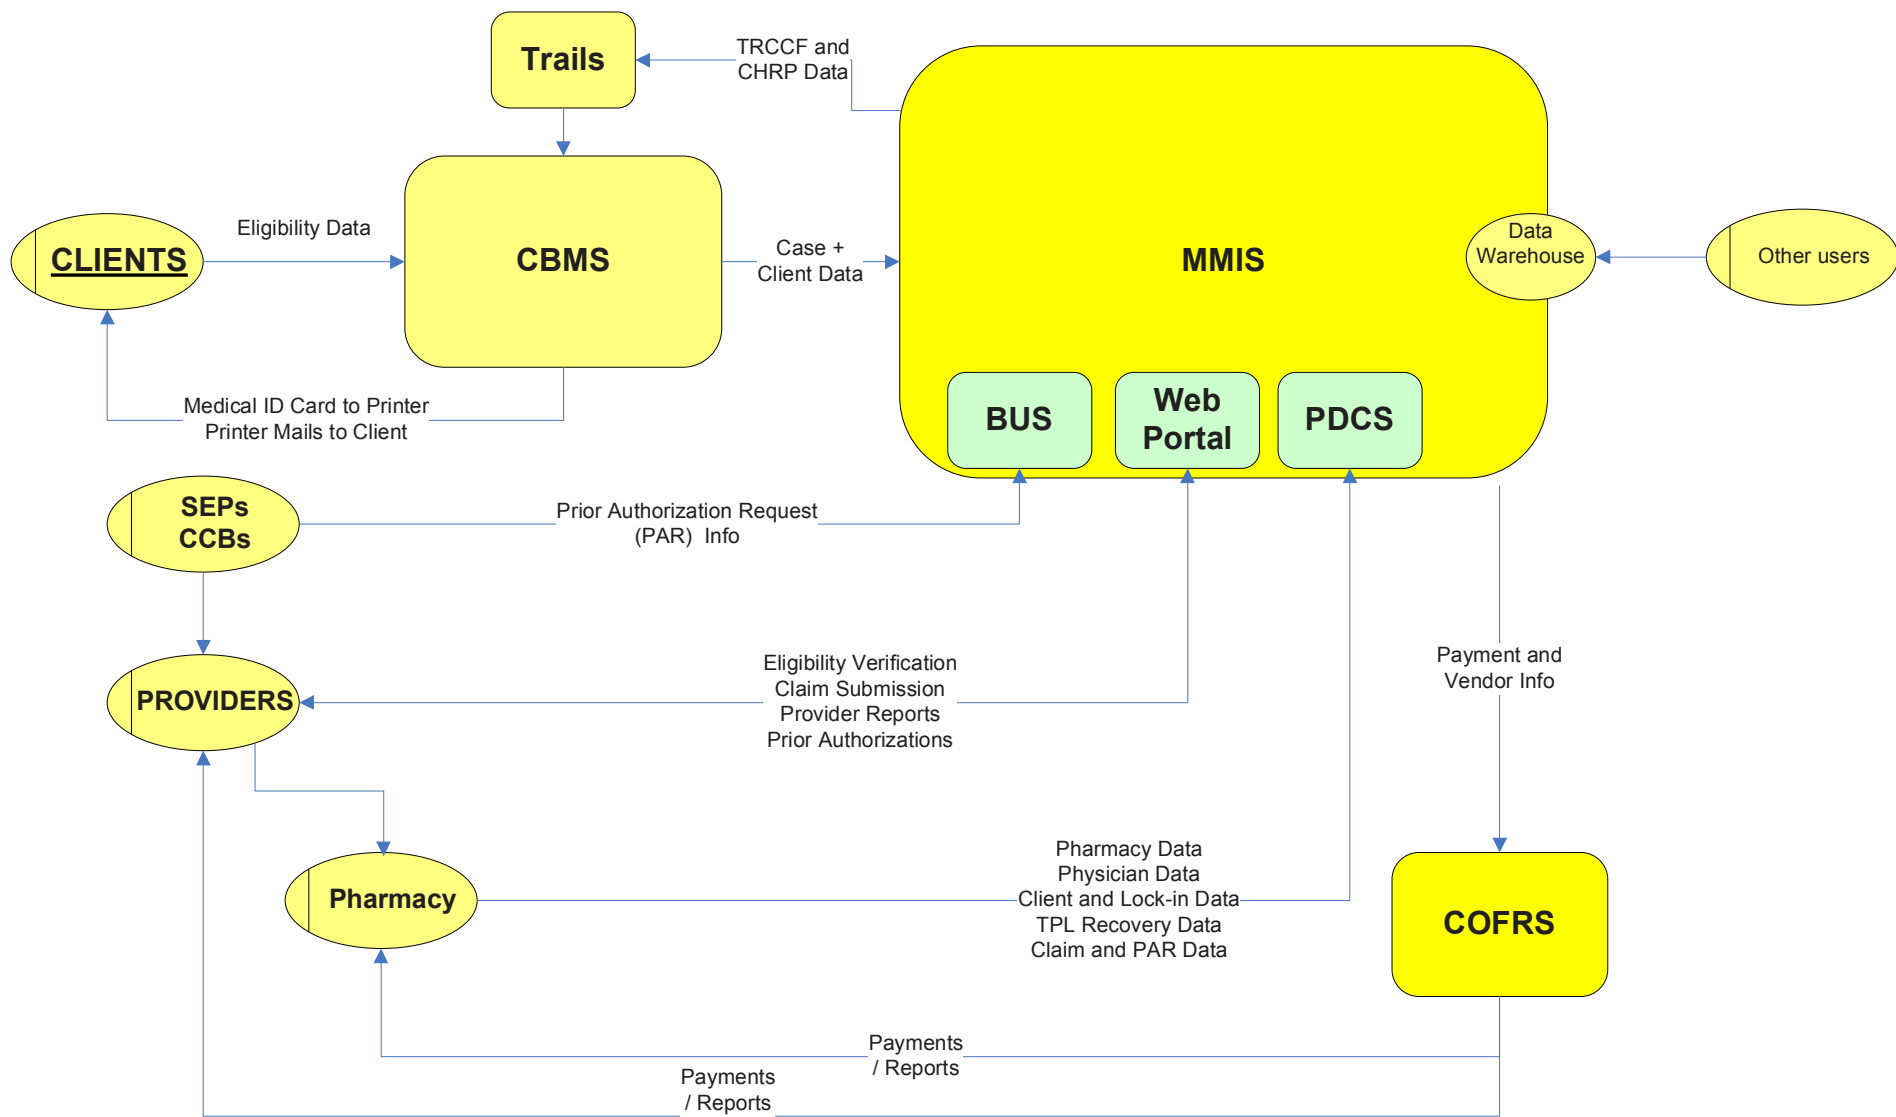 Trails
TRCCF and
CHRP Data
CLIENTS
Eligibility Data
CBMS
Case +
Client Data
MMIS
Data
Warehouse
Other users
Medical ID Card to Printer
Printer Mails to Client
BUS
Web
Portal
PDCS
SEPs
CCBs
Prior Authorization Request
(PAR)  Info
PROVIDERS
Eligibility Verification
Claim Submission
Provider Reports
Prior Authorizations
Payment and
Vendor Info
Pharmacy
Pharmacy Data
Physician Data
Client and Lock-in Data
TPL Recovery Data
Claim and PAR Data
COFRS
Payments
/ Reports
Payments
/ Reports